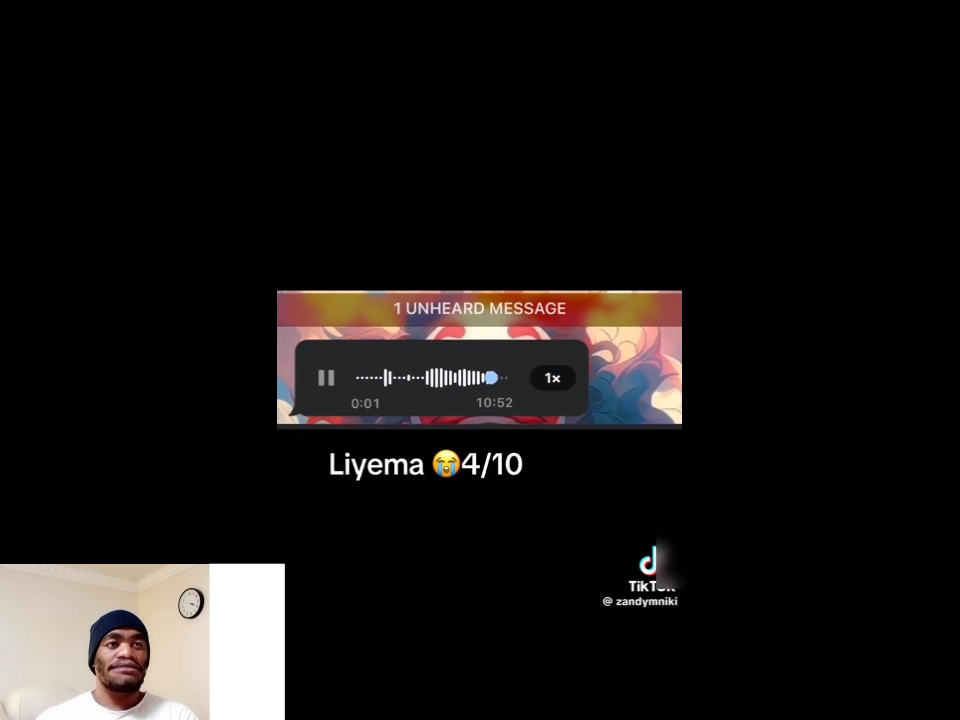 1 UNHEARD MESSAGE
1x
0:01
10:52
Liyema 😭4/10
TikTok
@ zandymniki